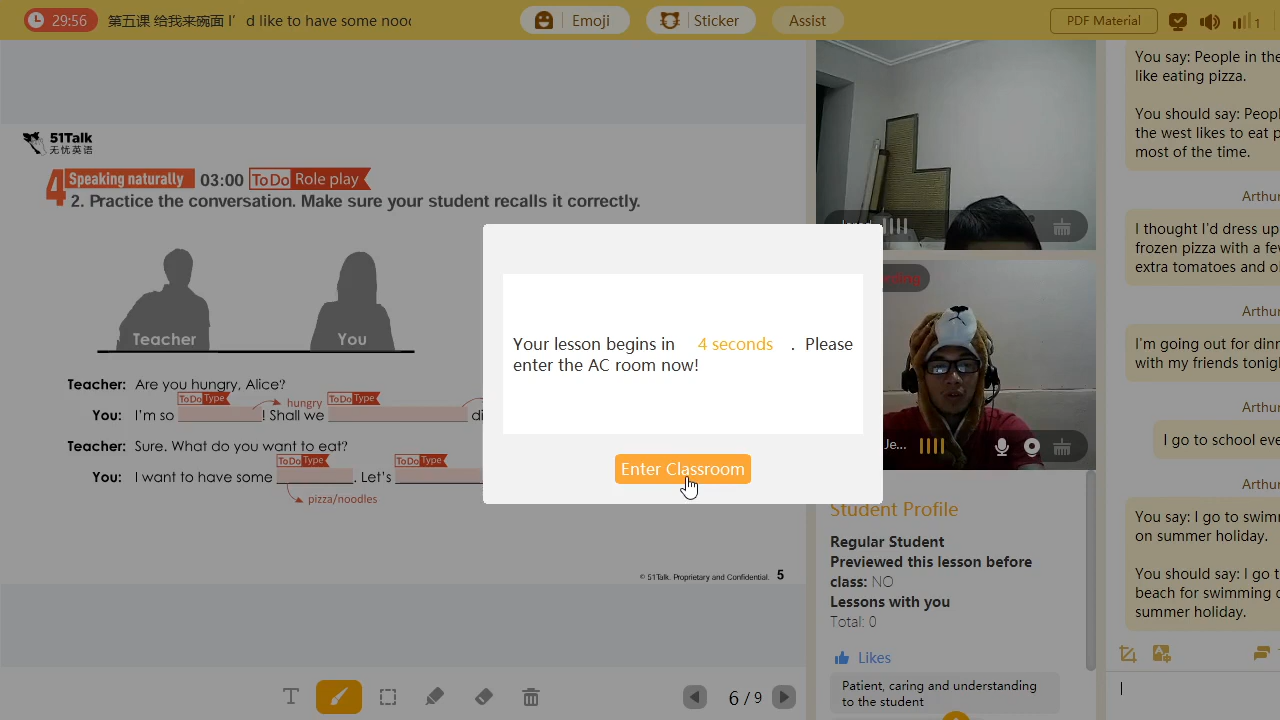 29:56
第五课 给我来碗面 I'd like to have some nooc
Emoji
Sticker
Assist
PDF Material
1
51Talk
无忧英语
4 Speaking naturally 03:00 ToDo Role play
2. Practice the conversation. Make sure your student recalls it correctly.
Teacher
You
Teacher: Are you hungry, Alice?
ToDo Type hungry ToDo Type
You: I'm so ! Shall we di
Teacher: Sure. What do you want to eat?
ToDo Type ToDo Type
You: I want to have some . Let's
pizza/noodles
© 51Talk. Proprietary and Confidential. 5
6 / 9
Your lesson begins in 4 seconds . Please
enter the AC room now!
Enter Classroom
Je...
Student Profile
Regular Student
Previewed this lesson before
class: NO
Lessons with you
Total: 0
Likes
Patient, caring and understanding
to the student
You say: People in the
like eating pizza.
You should say: Peop
the west likes to eat p
most of the time.
Arthur
I thought I'd dress up
frozen pizza with a few
extra tomatoes and o
Arthur
I'm going out for dinn
with my friends tonig
Arthur
I go to school eve
Arthur
You say: I go to swimm
on summer holiday.
You should say: I go t
beach for swimming o
summer holiday.